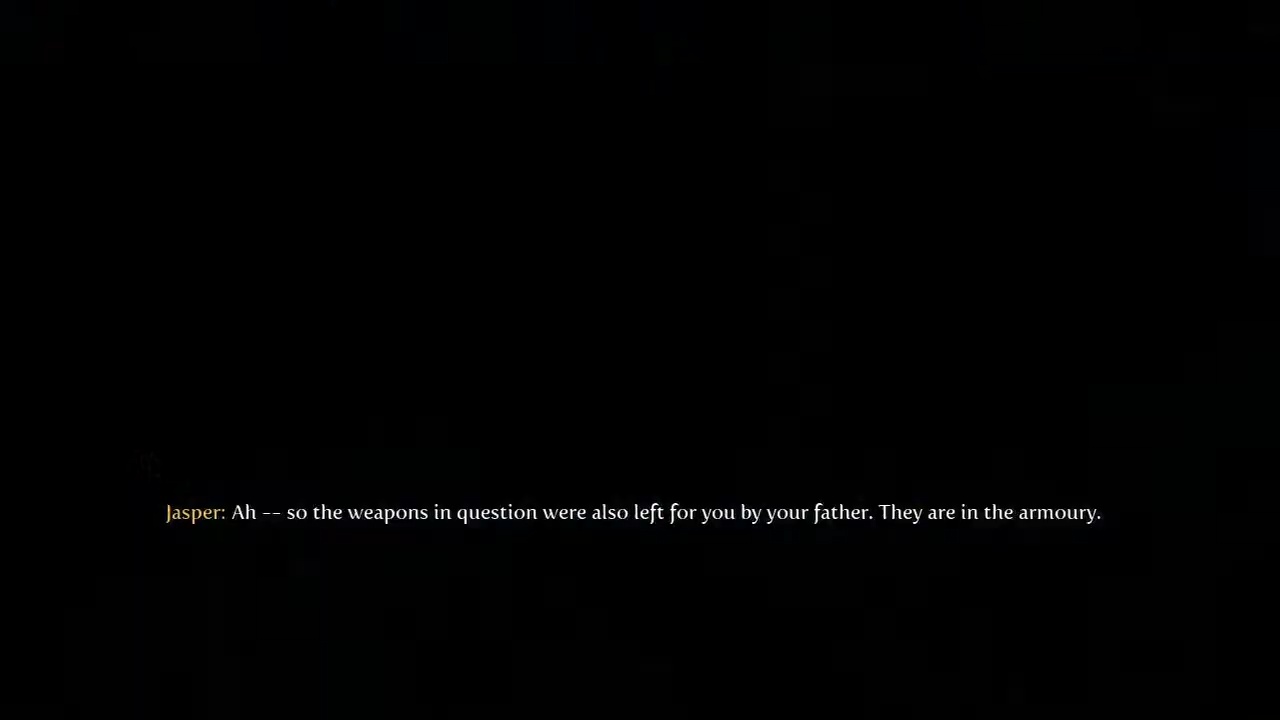 Jasper: Ah -- so the weapons in question were also left for you by your father. They are in the armoury.